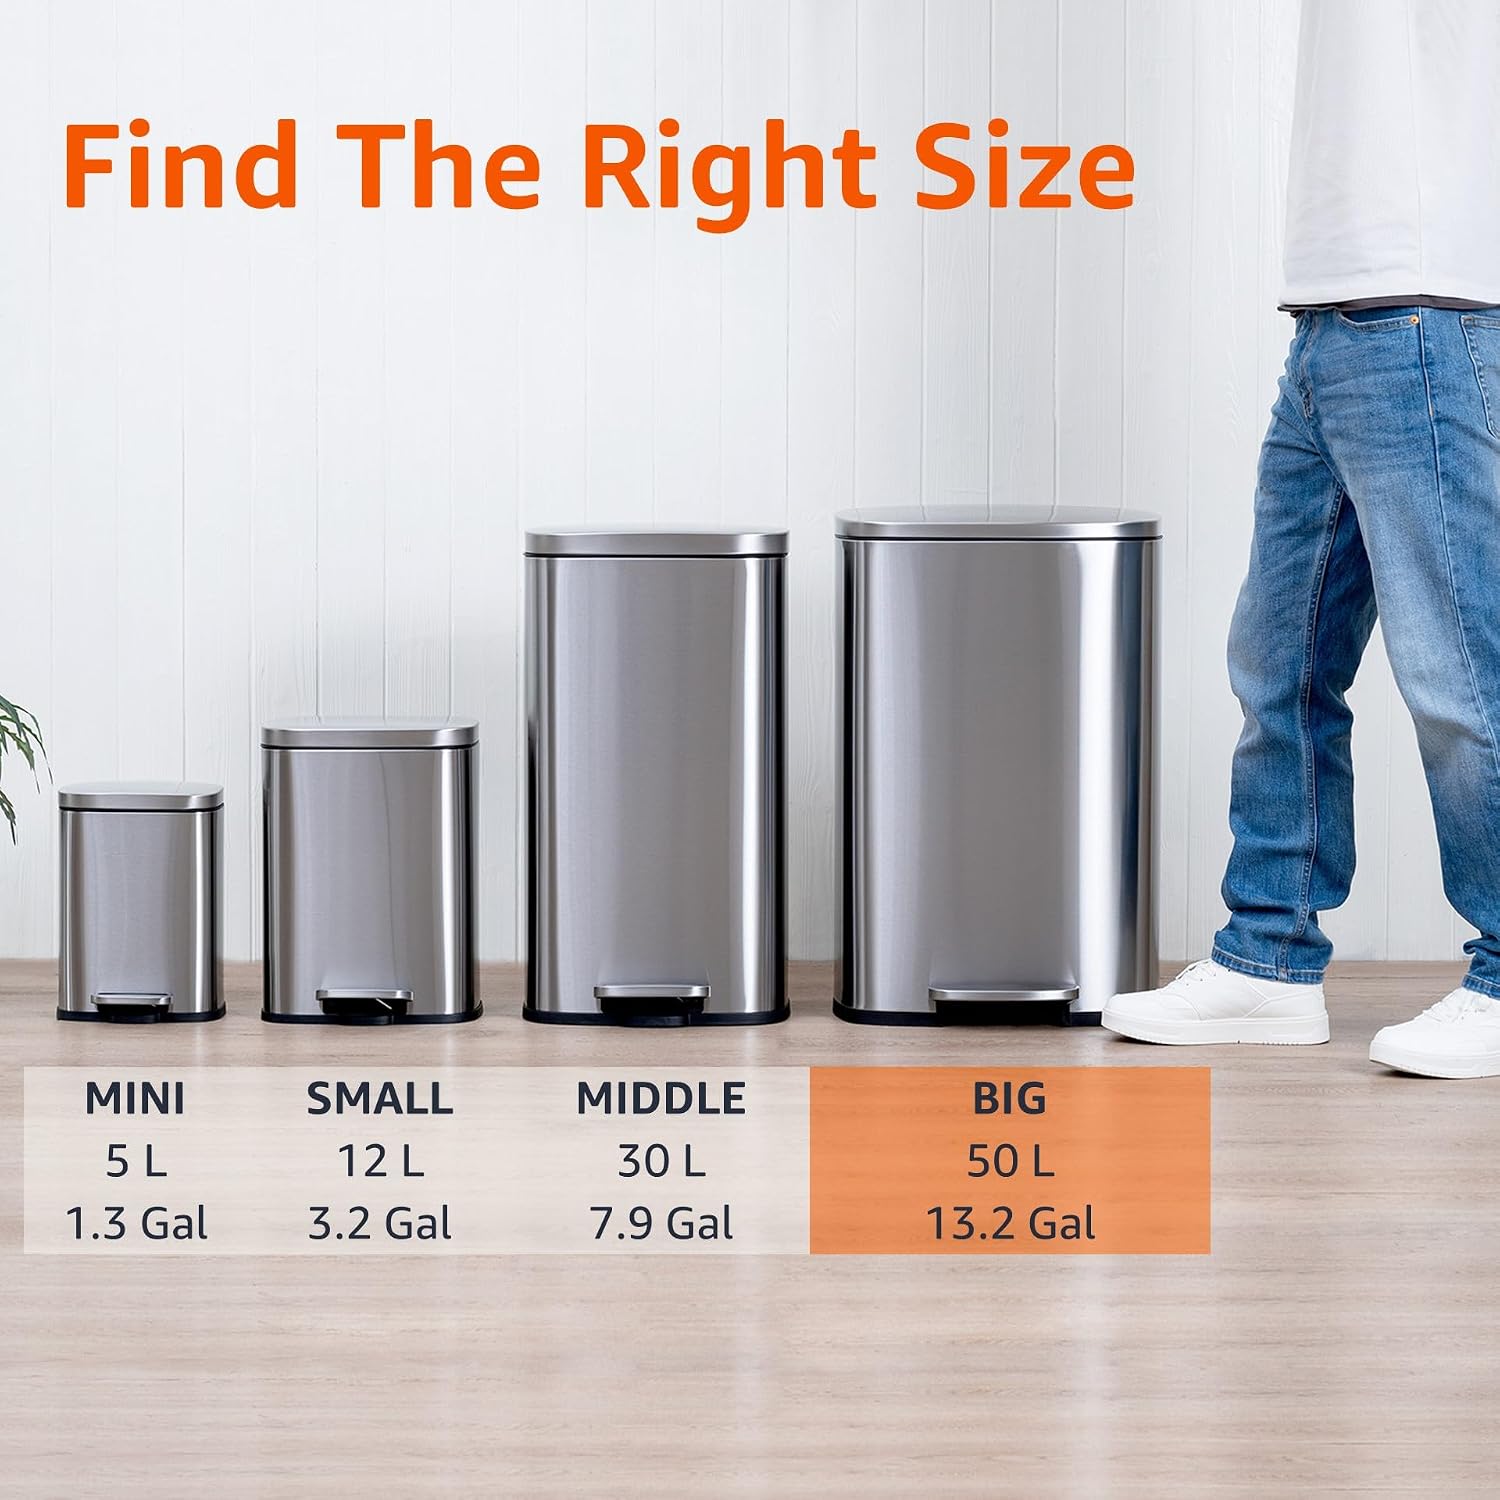 Find The Right Size
MINI SMALL MIDDLE BIG
5 L 12 L 30 L 50 L
1.3 Gal 3.2 Gal 7.9 Gal 13.2 Gal